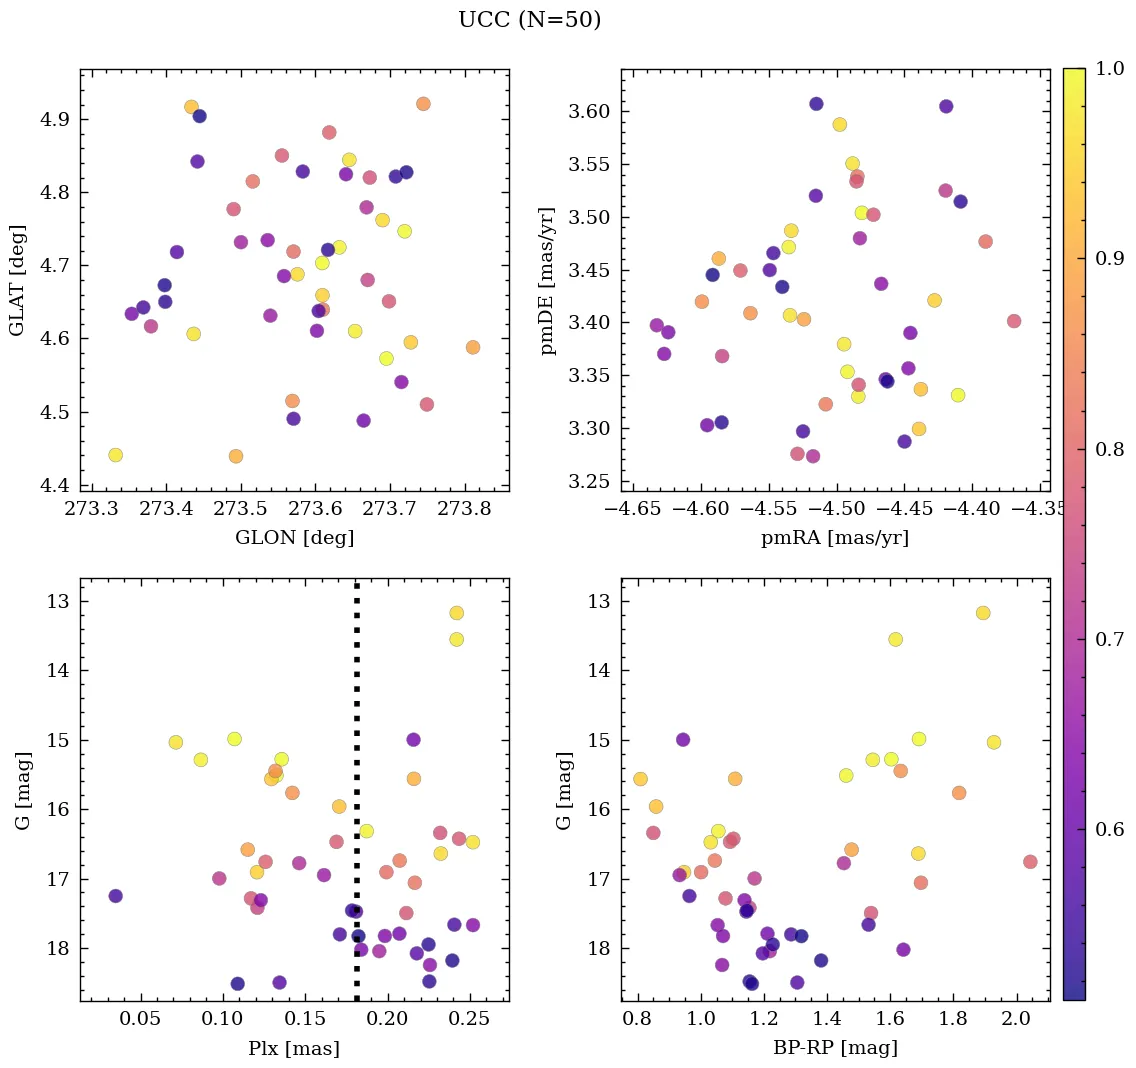 UCC (N=50)
4.9
4.8
4.7
4.6
4.5
4.4
GLAT [deg]
273.3 273.4 273.5 273.6 273.7 273.8
GLON [deg]
3.60
3.55
3.50
3.45
3.40
3.35
3.30
3.25
pmDE [mas/yr]
−4.65 −4.60 −4.55 −4.50 −4.45 −4.40 −4.35
pmRA [mas/yr]
1.0
0.9
0.8
0.7
0.6
13
14
15
16
17
18
G [mag]
0.05 0.10 0.15 0.20 0.25
Plx [mas]
13
14
15
16
17
18
G [mag]
0.8 1.0 1.2 1.4 1.6 1.8 2.0
BP-RP [mag]